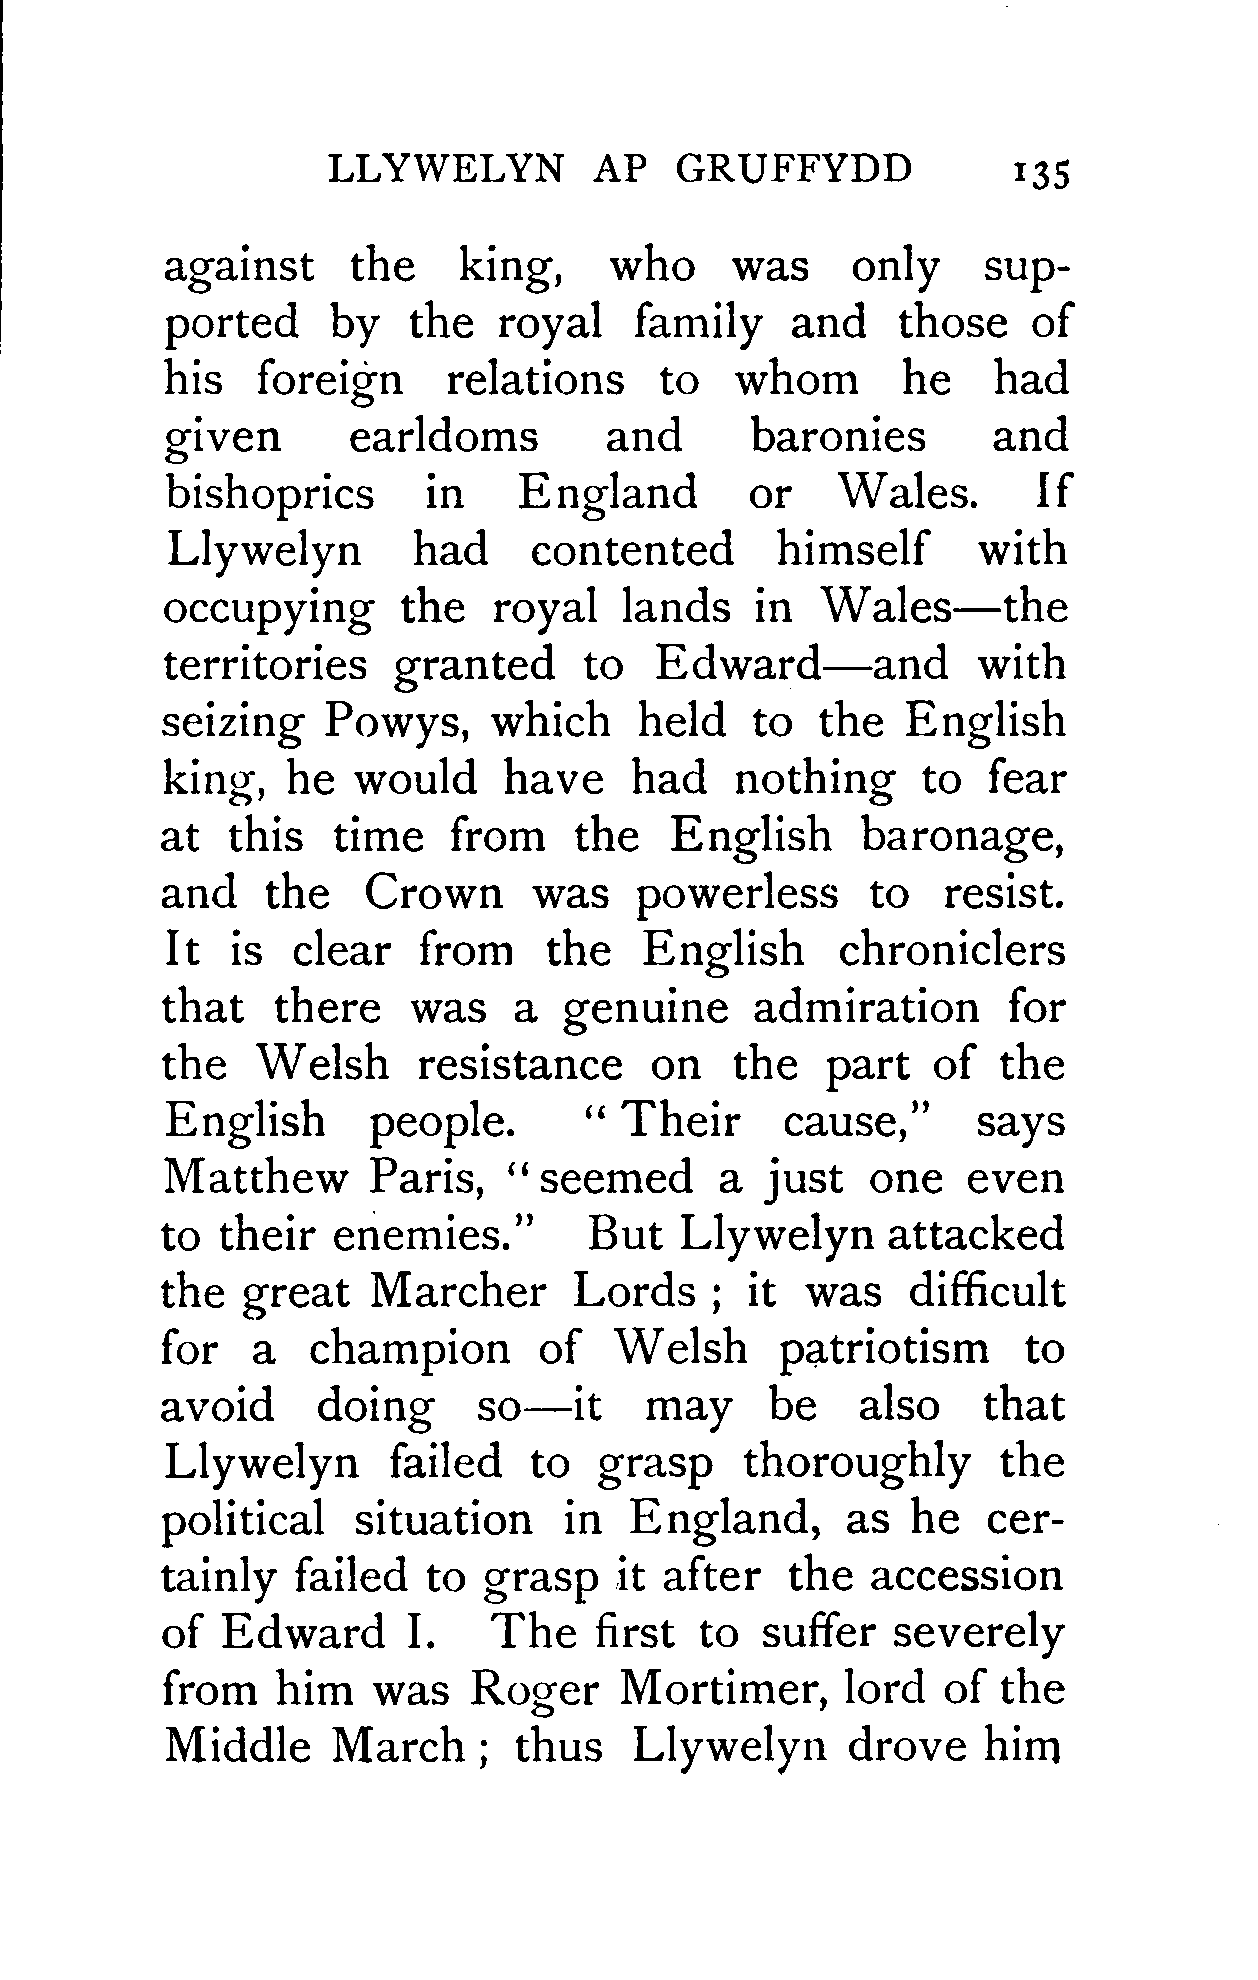 LLYWELYN AP GRUFFYDD 135
against the king, who was only sup-
ported by the royal family and those of
his foreign relations to whom he had
given earldoms and baronies and
bishoprics in England or Wales. If
Llywelyn had contented himself with
occupying the royal lands in Wales—the
territories granted to Edward—and with
seizing Powys, which held to the English
king, he would have had nothing to fear
at this time from the English baronage,
and the Crown was powerless to resist.
It is clear from the English chroniclers
that there was a genuine admiration for
the Welsh resistance on the part of the
English people. “ Their cause,” says
Matthew Paris, “ seemed a just one even
to their enemies.” But Llywelyn attacked
the great Marcher Lords ; it was difficult
for a champion of Welsh patriotism to
avoid doing so—it may be also that
Llywelyn failed to grasp thoroughly the
political situation in England, as he cer-
tainly failed to grasp it after the accession
of Edward I. The first to suffer severely
from him was Roger Mortimer, lord of the
Middle March ; thus Llywelyn drove him